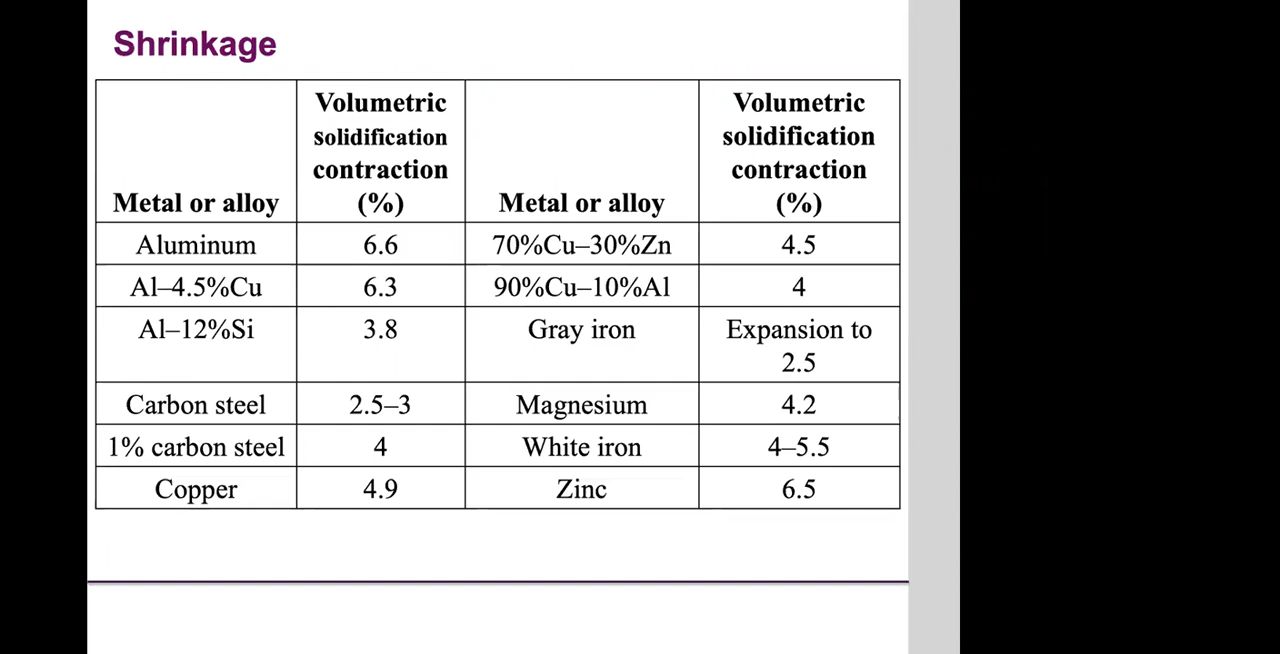 Shrinkage
Metal or alloy Volumetric solidification contraction (%) Metal or alloy Volumetric solidification contraction (%)
Aluminum 6.6 70%Cu–30%Zn 4.5
Al–4.5%Cu 6.3 90%Cu–10%Al 4
Al–12%Si 3.8 Gray iron Expansion to 2.5
Carbon steel 2.5–3 Magnesium 4.2
1% carbon steel 4 White iron 4–5.5
Copper 4.9 Zinc 6.5